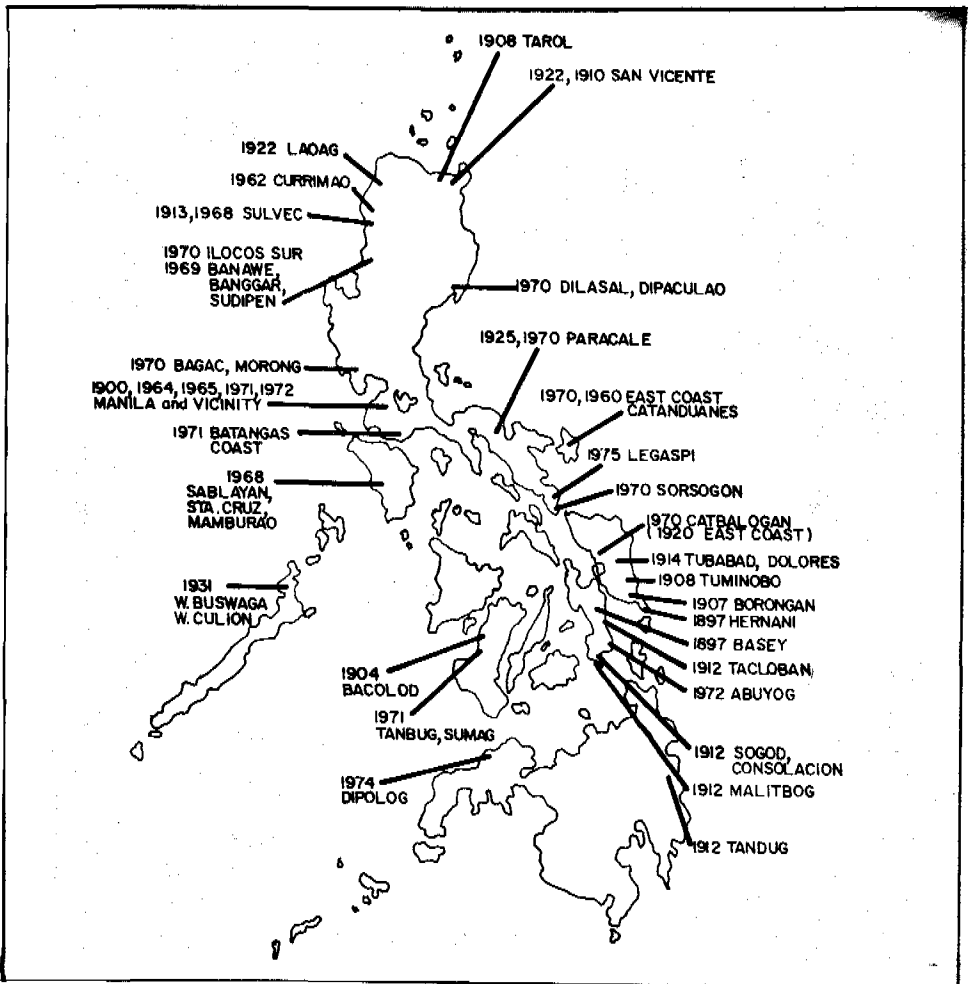 1908 TAROL
1922, 1910 SAN VICENTE
1922 LAOAG
1962 CURRIMAO
1913, 1968 SULVEC
1970 ILOCOS SUR
1969 BANAWE,
BANGGAR,
SUDIPEN
1970 DILASAL, DIPACULAO
1925, 1970 PARACALE
1970 BAGAC, MORONG
1900, 1964, 1965, 1971, 1972
MANILA and VICINITY
1970, 1960 EAST COAST
CATANDUANES
1971 BATANGAS
COAST
1975 LEGASPI
1968
SABLAYAN,
STA. CRUZ,
MAMBURAO
1970 SORSOGON
1970 CATBALOGAN
(1920 EAST COAST)
1914 TUBABAD, DOLORES
1908 TUMINOBO
1931
W. BUSWAGA
W. CULION
1907 BORONGAN
1897 HERNANI
1897 BASEY
1912 TACLOBAN
1972 ABUYOG
1904
BACOLOD
1971
TANBUG, SUMAG
1912 SOGOD,
CONSOLACION
1974
DIPOLOG
1912 MALITBOG
1912 TANDUG